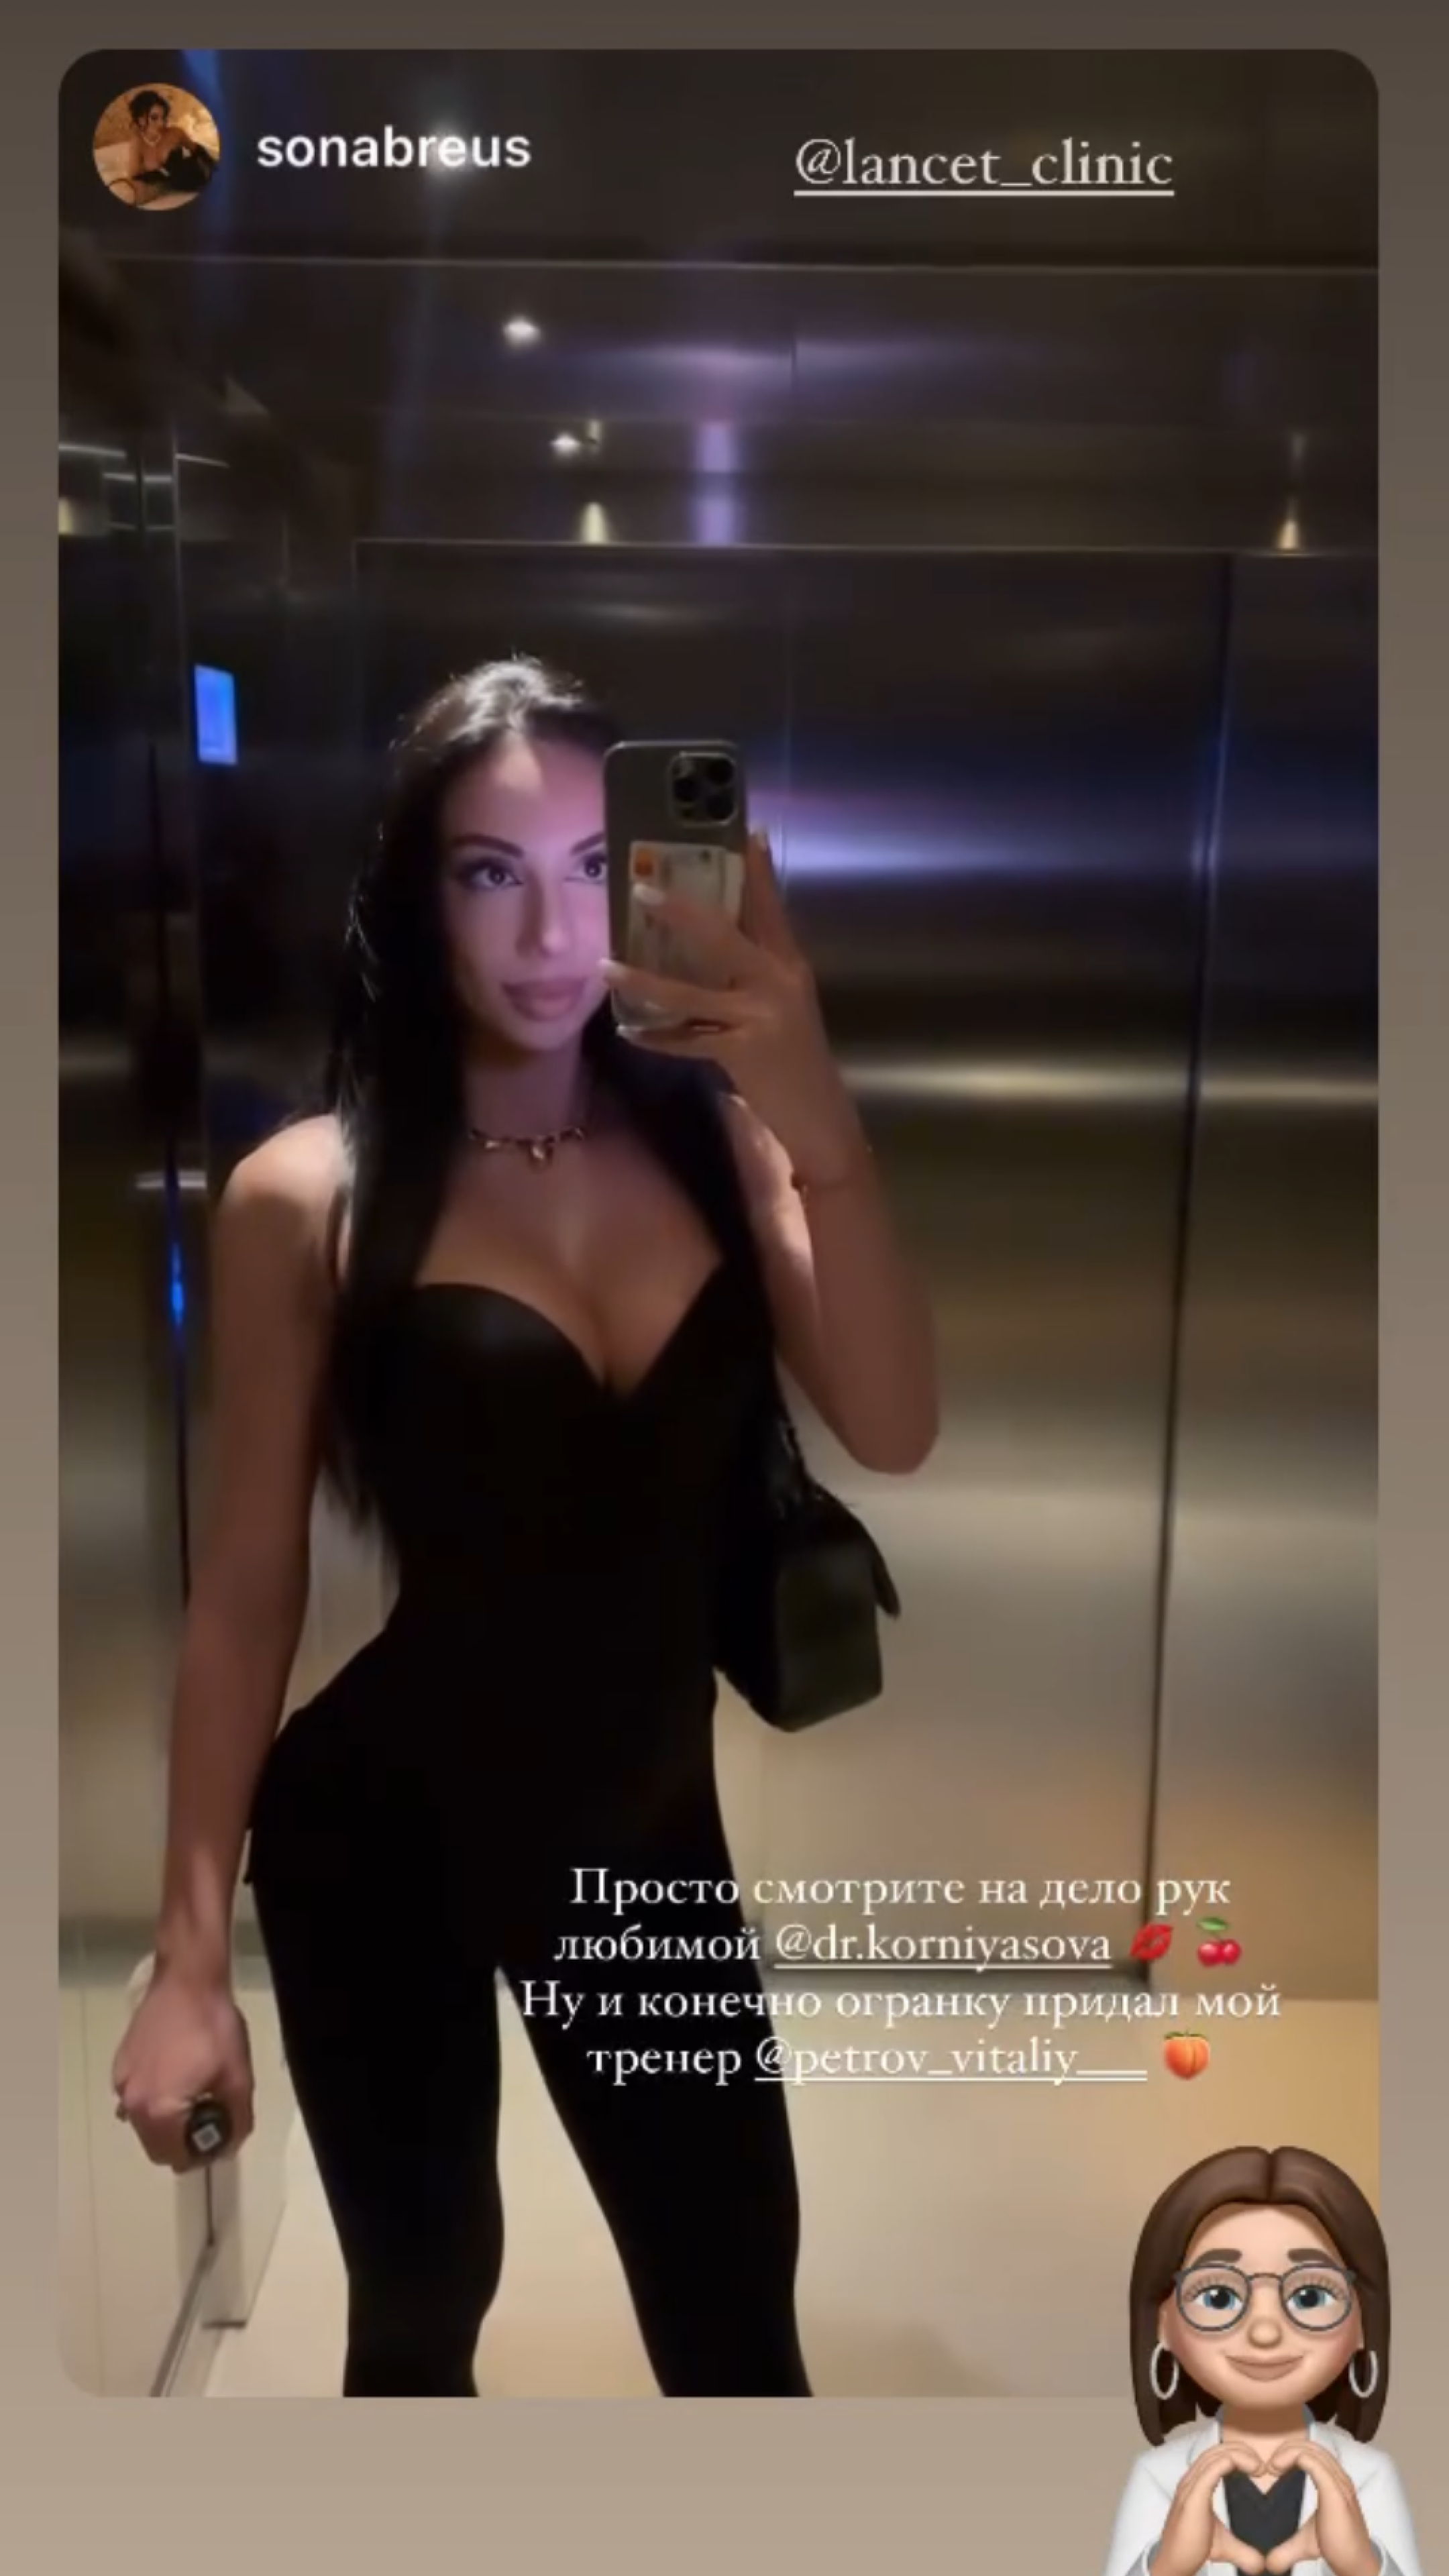 sonabreus
@lancet_clinic
Просто смотрите на дело рук
любимой @dr.korniyasova 💋 🍒
Ну и конечно огранку придал мой
тренер @petrov_vitaliy___ 🍑